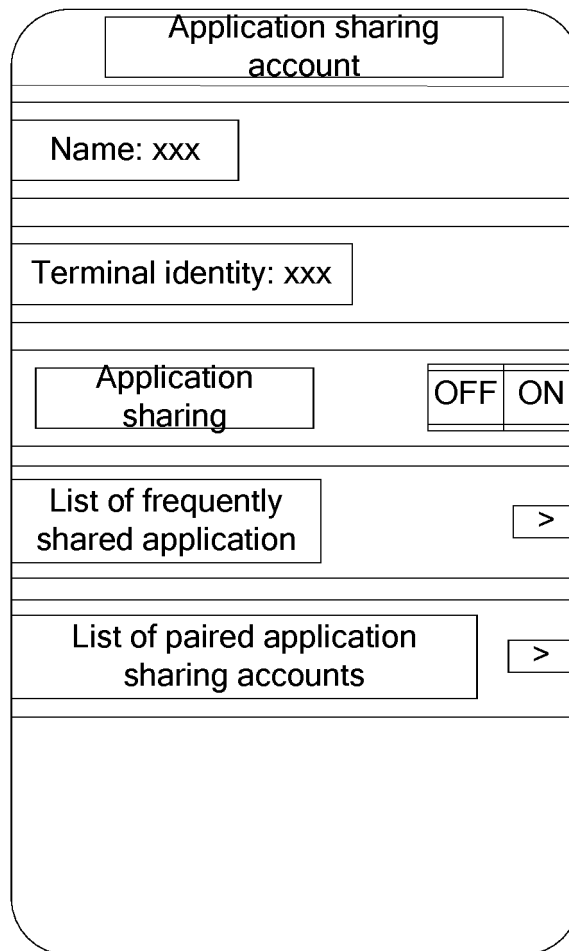 Application sharing
account
Name: xxx
Terminal identity: xxx
Application
sharing
OFF ON
List of frequently
shared application
>
List of paired application
sharing accounts
>